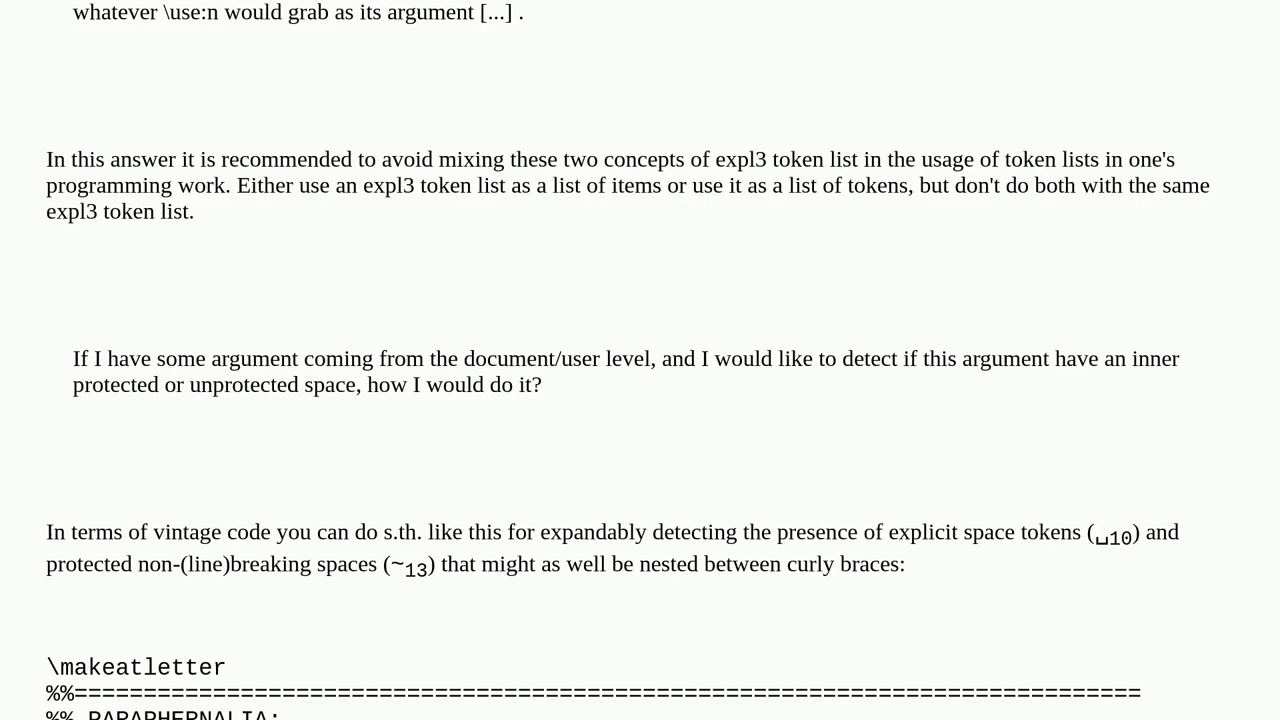 whatever \use:n would grab as its argument [...] .
In this answer it is recommended to avoid mixing these two concepts of expl3 token list in the usage of token lists in one's
programming work. Either use an expl3 token list as a list of items or use it as a list of tokens, but don't do both with the same
expl3 token list.
If I have some argument coming from the document/user level, and I would like to detect if this argument have an inner
protected or unprotected space, how I would do it?
In terms of vintage code you can do s.th. like this for expandably detecting the presence of explicit space tokens (␣10) and
protected non-(line)breaking spaces (~13) that might as well be nested between curly braces:
\makeatletter
%%=============================================================================
%% PARAPHERNALIA: